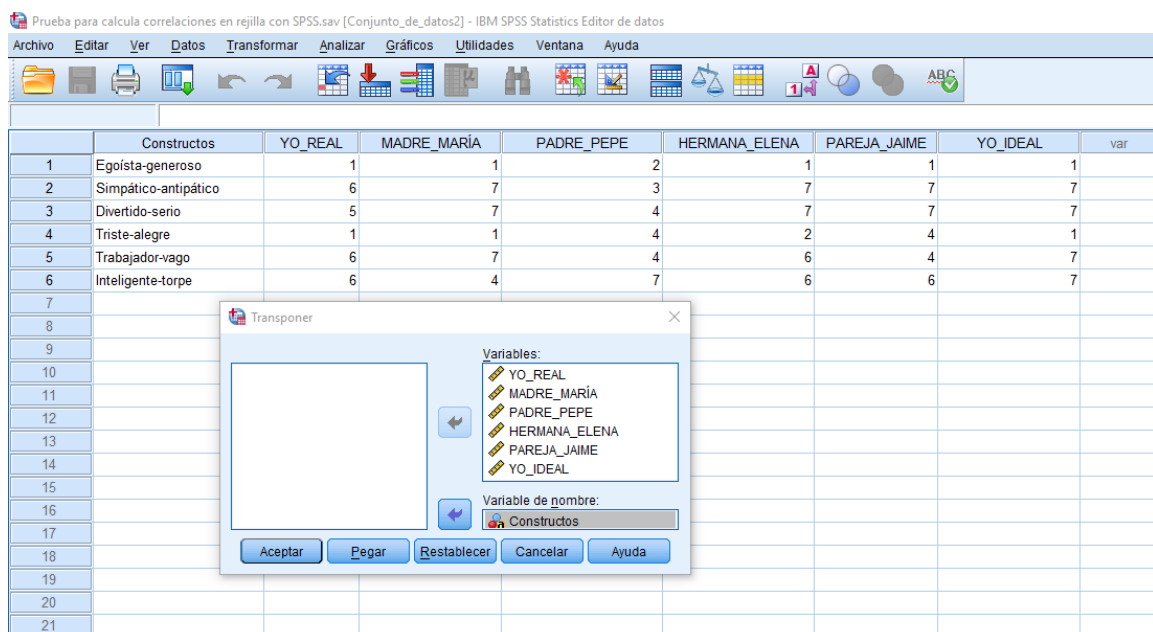 Prueba para calcula correlaciones en rejilla con SPSS.sav [Conjunto_de_datos2] - IBM SPSS Statistics Editor de datos
Archivo Editar Ver Datos Transformar Analizar Gráficos Utilidades Ventana Ayuda
A
1
ABC
Constructos YO_REAL MADRE_MARÍA PADRE_PEPE HERMANA_ELENA PAREJA_JAIME YO_IDEAL var
1 Egoísta-generoso 1 1 2 1 1 1
2 Simpático-antipático 6 7 3 7 7 7
3 Divertido-serio 5 7 4 7 7 7
4 Triste-alegre 1 1 4 2 4 1
5 Trabajador-vago 6 7 4 6 4 7
6 Inteligente-torpe 6 4 7 6 6 7
7
8
9
10
11
12
13
14
15
16
17
18
19
20
21
Transponer
Variables:
YO_REAL
MADRE_MARÍA
PADRE_PEPE
HERMANA_ELENA
PAREJA_JAIME
YO_IDEAL
Variable de nombre:
Constructos
Aceptar Pegar Restablecer Cancelar Ayuda